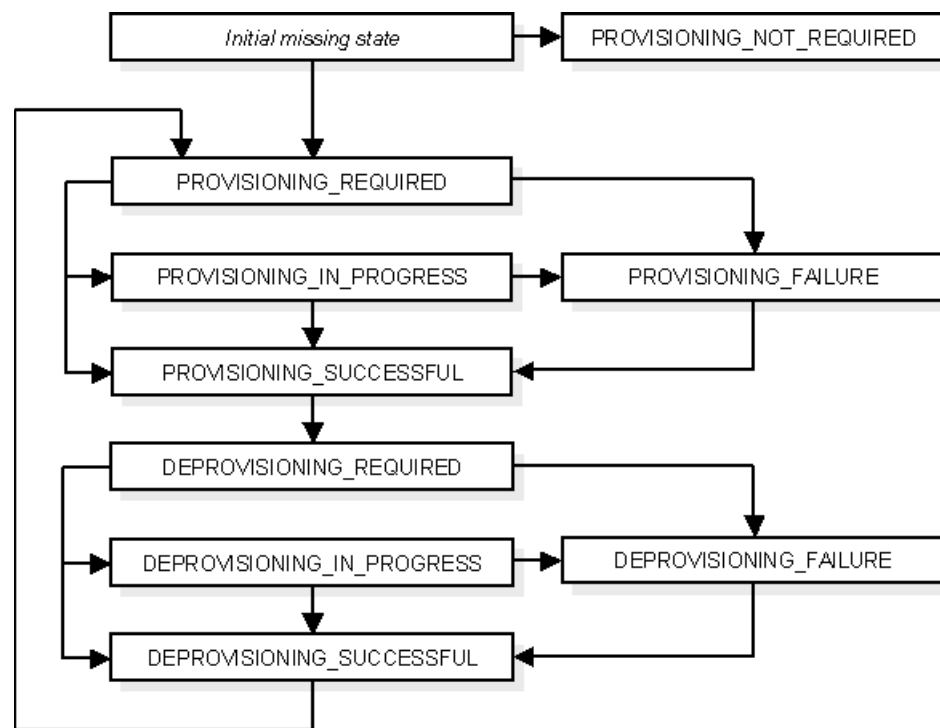 Initial missing state
PROVISIONING_NOT_REQUIRED
PROVISIONING_REQUIRED
PROVISIONING_IN_PROGRESS
PROVISIONING_FAILURE
PROVISIONING_SUCCESSFUL
DEPROVISIONING_REQUIRED
DEPROVISIONING_IN_PROGRESS
DEPROVISIONING_FAILURE
DEPROVISIONING_SUCCESSFUL